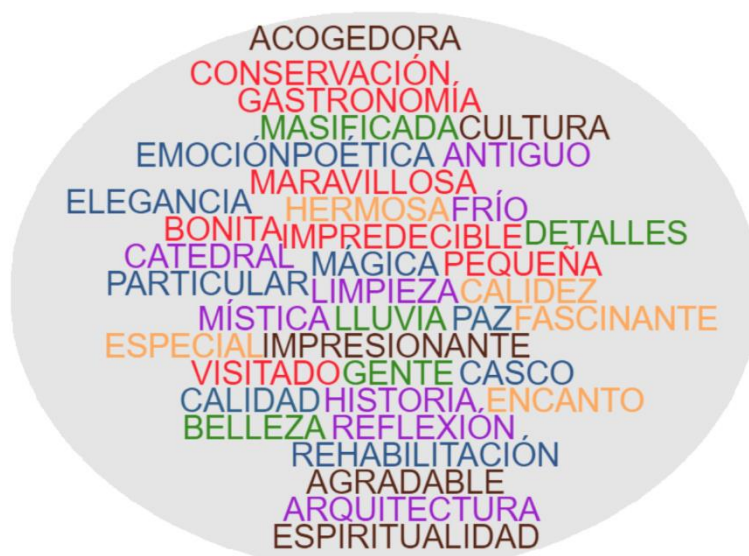 ACOGEDORA
CONSERVACIÓN
GASTRONOMÍA
MASIFICADA CULTURA
EMOCIÓN POÉTICA ANTIGUO
MARAVILLOSA
ELEGANCIA HERMOSA FRÍO
BONITA IMPREDECIBLE DETALLES
CATEDRAL MÁGICA PEQUEÑA
PARTICULAR LIMPIEZA CALIDEZ
MÍSTICA LLUVIA PAZ FASCINANTE
ESPECIAL IMPRESIONANTE
VISITADO GENTE CASCO
CALIDAD HISTORIA ENCANTO
BELLEZA REFLEXIÓN
REHABILITACIÓN
AGRADABLE
ARQUITECTURA
ESPIRITUALIDAD